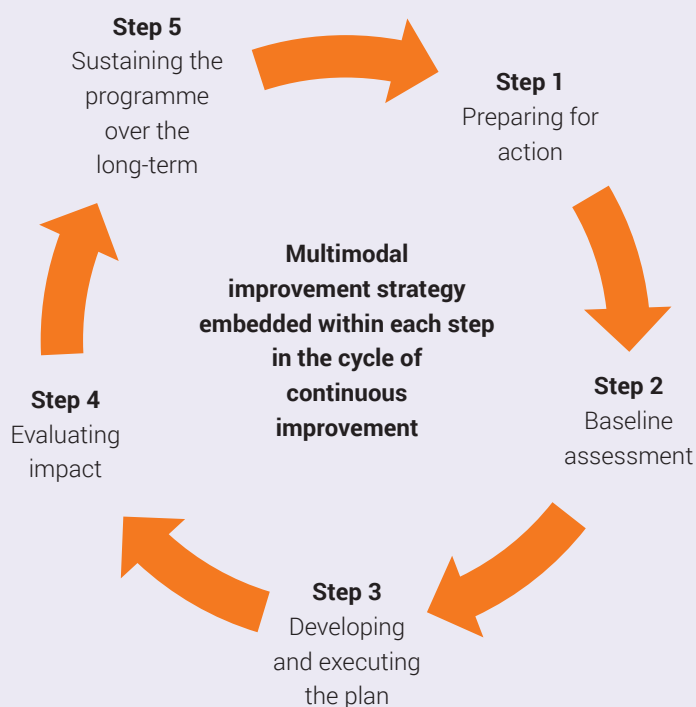 Step 5
Sustaining the
programme
over the
long-term
Step 1
Preparing for
action
Multimodal
improvement strategy
embedded within each step
in the cycle of
continuous
improvement
Step 2
Baseline
assessment
Step 4
Evaluating
impact
Step 3
Developing
and executing
the plan